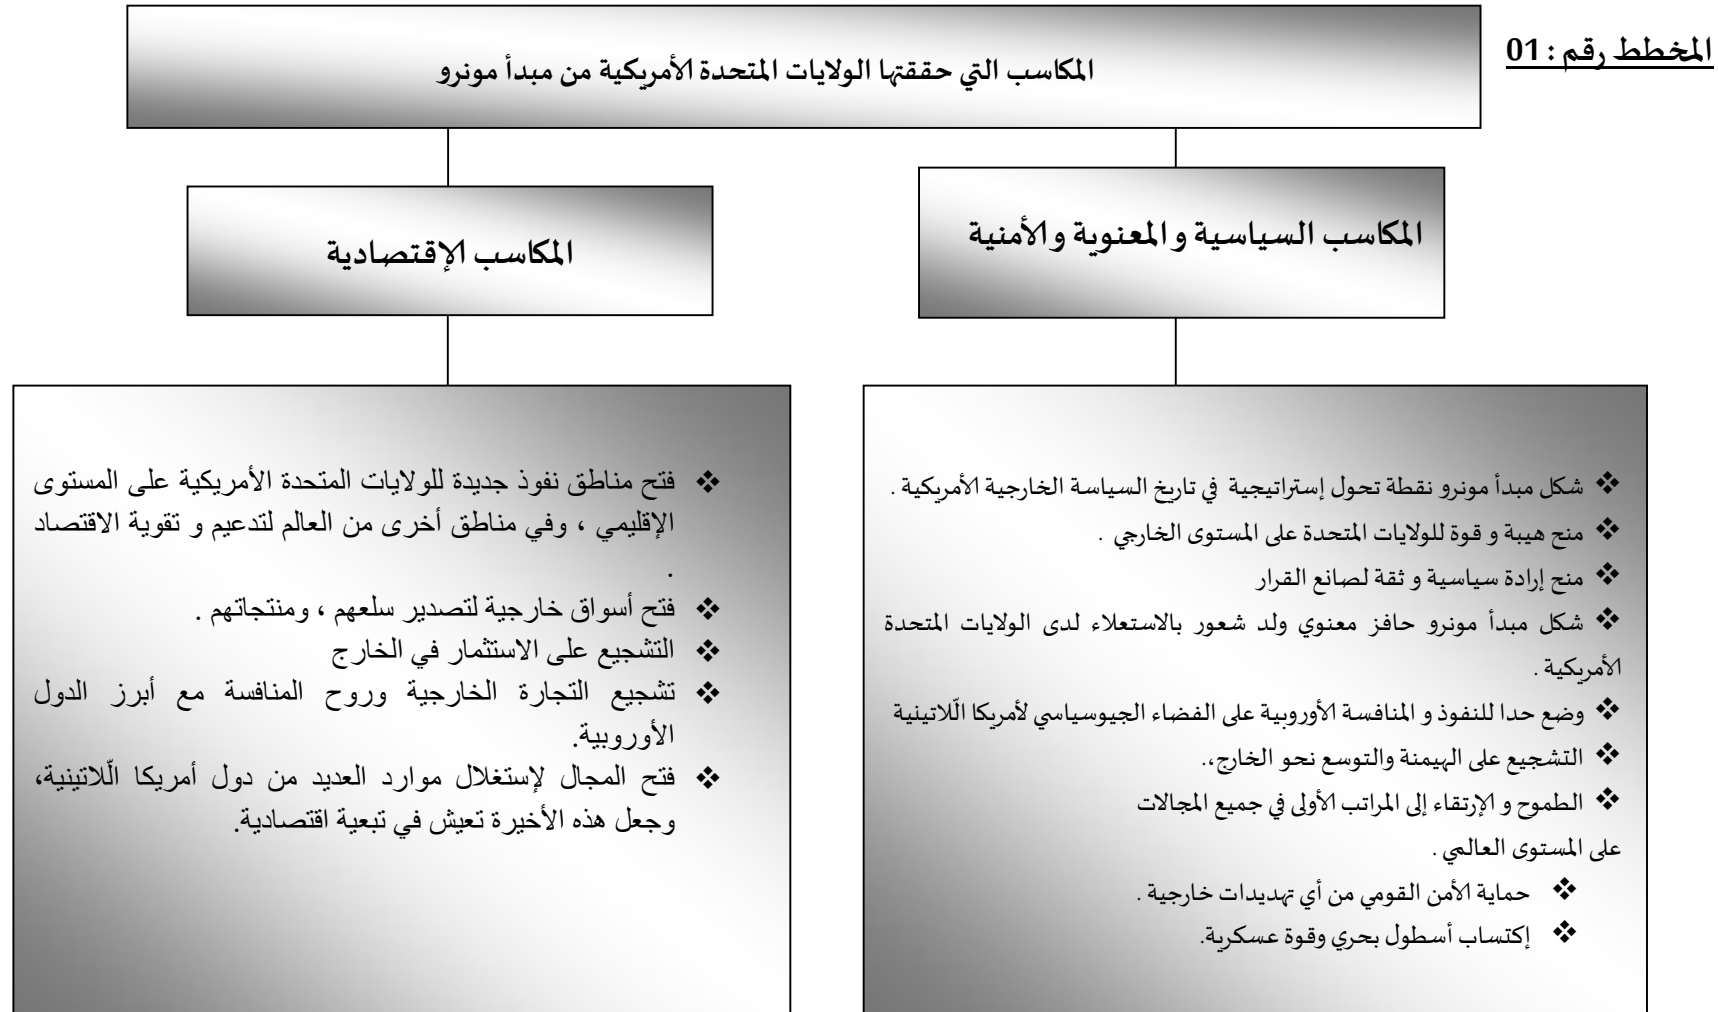 المخطط رقم : 01
المكاسب التي حققتها الولايات المتحدة الأمريكية من مبدأ مونرو
المكاسب السياسية و المعنوية و الأمنية
المكاسب الإقتصادية
❖ شكل مبدأ مونرو نقطة تحول إستراتيجية في تاريخ السياسة الخارجية الأمريكية .
❖ منح هيبة و قوة للولايات المتحدة على المستوى الخارجي .
❖ منح إرادة سياسية و ثقة لصانع القرار
❖ شكل مبدأ مونرو حافز معنوي ولد شعور بالاستعلاء لدى الولايات المتحدة
الأمريكية .
❖ وضع حدا للنفوذ و المنافسة الأوروبية على الفضاء الجيوسياسي لأمريكا الّلاتينية
❖ التشجيع على الهيمنة والتوسع نحو الخارج،.
❖ الطموح و الإرتقاء إلى المراتب الأولى في جميع المجالات
على المستوى العالمي .
❖ حماية الأمن القومي من أي تهديدات خارجية .
❖ إكتساب أسطول بحري وقوة عسكرية.
❖ فتح مناطق نفوذ جديدة للولايات المتحدة الأمريكية على المستوى
الإقليمي ، وفي مناطق أخرى من العالم لتدعيم و تقوية الاقتصاد
.
❖ فتح أسواق خارجية لتصدير سلعهم ، ومنتجاتهم .
❖ التشجيع على الاستثمار في الخارج
❖ تشجيع التجارة الخارجية وروح المنافسة مع أبرز الدول
الأوروبية.
❖ فتح المجال لإستغلال موارد العديد من دول أمريكا الّلاتينية،
وجعل هذه الأخيرة تعيش في تبعية اقتصادية.